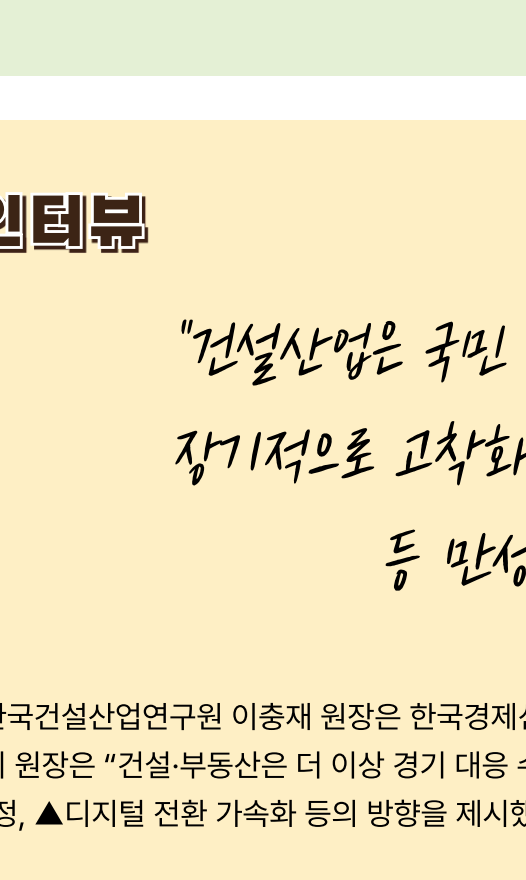 인터뷰
"건설산업은 국민
장기적으로 고착화
등 만성
한국건설산업연구원 이충재 원장은 한국경제
이 원장은 “건설·부동산은 더 이상 경기 대응
정, ▲디지털 전환 가속화 등의 방향을 제시했